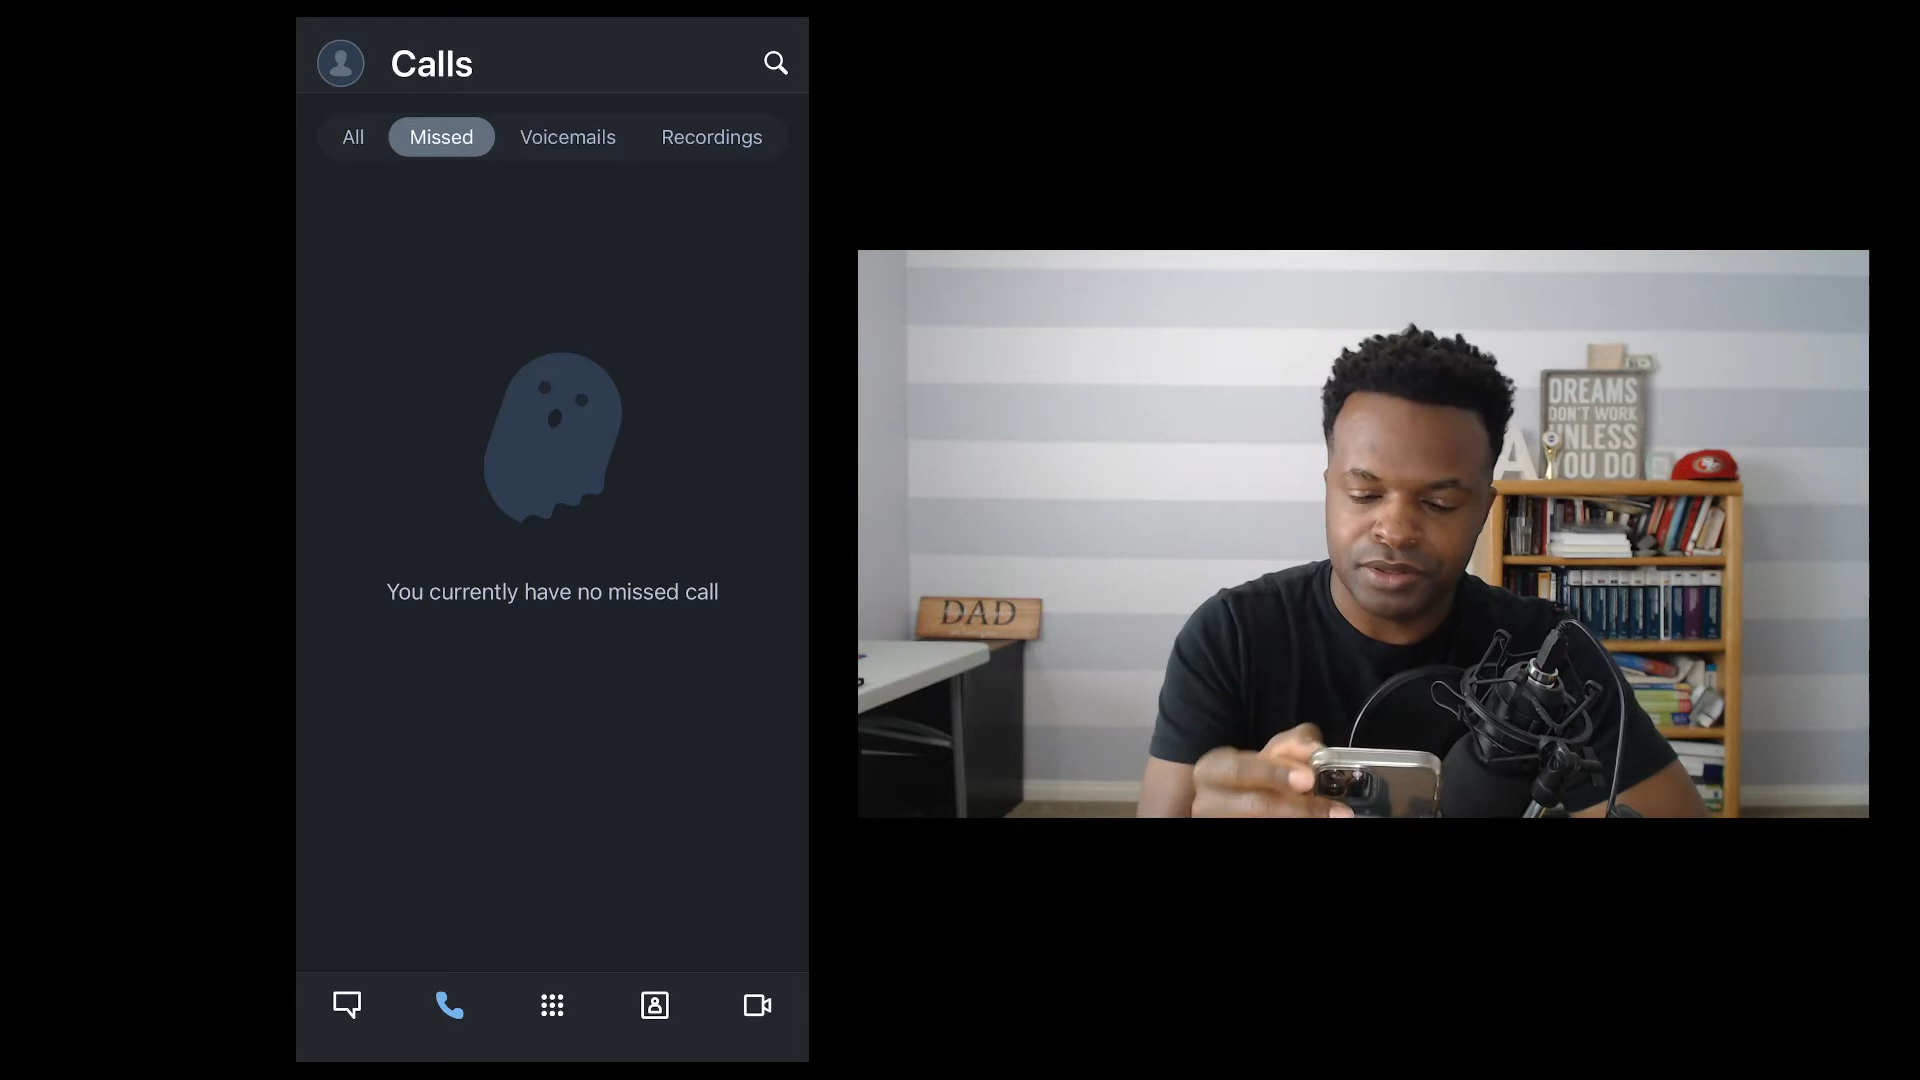 Calls
All
Missed
Voicemails
Recordings
You currently have no missed call
DREAMS
DON'T WORK
UNLESS
YOU DO
A
DAD